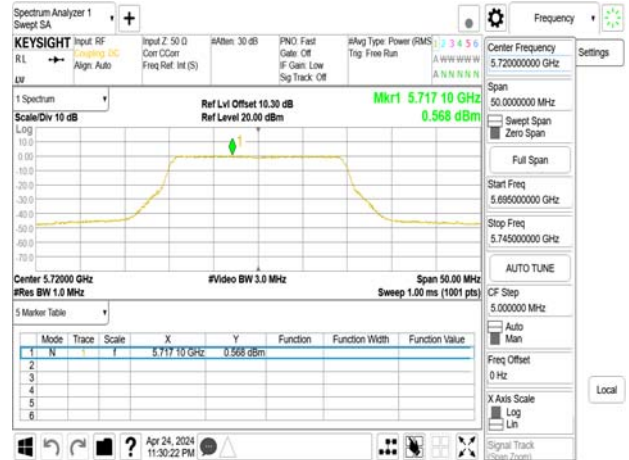 Spectrum Analyzer 1
Swept SA
+
Frequency
KEYSIGHT
RL
Input: RF
Coupling: DC
Align: Auto
Input Z: 50 Ω
Corr CCorr
Freq Ref: Int (S)
#Atten: 30 dB
PNO: Fast
Gate: Off
IF Gain: Low
Sig Track: Off
#Avg Type: Power (RMS
Trig: Free Run
1 2 3 4 5 6
A W W W W W
A N N N N N
1 Spectrum
Scale/Div 10 dB
Ref Lvl Offset 10.30 dB
Ref Level 20.00 dBm
Mkr1 5.717 10 GHz
0.568 dBm
Log
10.0
0.00
-10.0
-20.0
-30.0
-40.0
-50.0
-60.0
-70.0
1
Center 5.72000 GHz
#Res BW 1.0 MHz
#Video BW 3.0 MHz
Span 50.00 MHz
Sweep 1.00 ms (1001 pts)
5 Marker Table
Mode Trace Scale X Y Function Function Width Function Value
1 N 1 f 5.717 10 GHz 0.568 dBm
2
3
4
5
6
Apr 24, 2024
11:30:22 PM
?
Center Frequency
5.720000000 GHz
Settings
Span
50.0000000 MHz
Swept Span
Zero Span
Full Span
Start Freq
5.695000000 GHz
Stop Freq
5.745000000 GHz
AUTO TUNE
CF Step
5.000000 MHz
Auto
Man
Freq Offset
0 Hz
X Axis Scale
Log
Lin
Local
Signal Track
(Span Zoom)